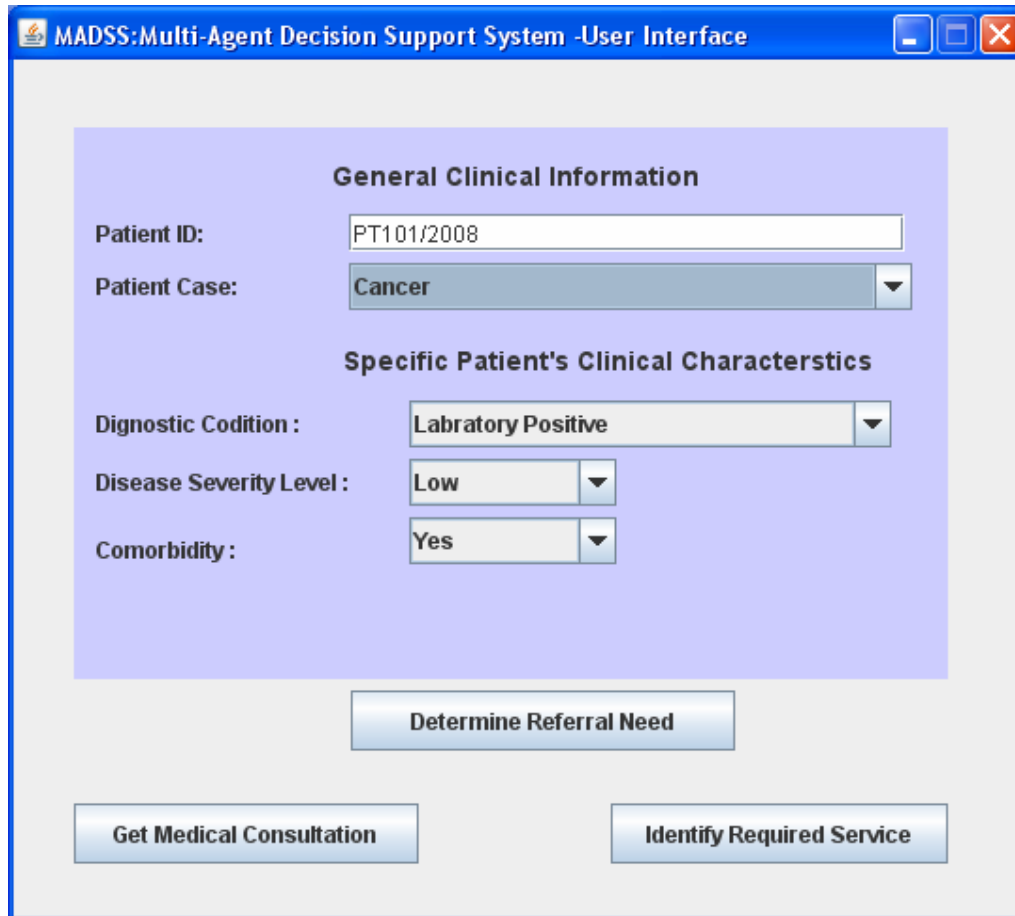 MADSS:Multi-Agent Decision Support System -User Interface
General Clinical Information
Patient ID: PT101/2008
Patient Case: Cancer
Specific Patient's Clinical Characterstics
Dignostic Codition : Labratory Positive
Disease Severity Level : Low
Comorbidity : Yes
Determine Referral Need
Get Medical Consultation Identify Required Service